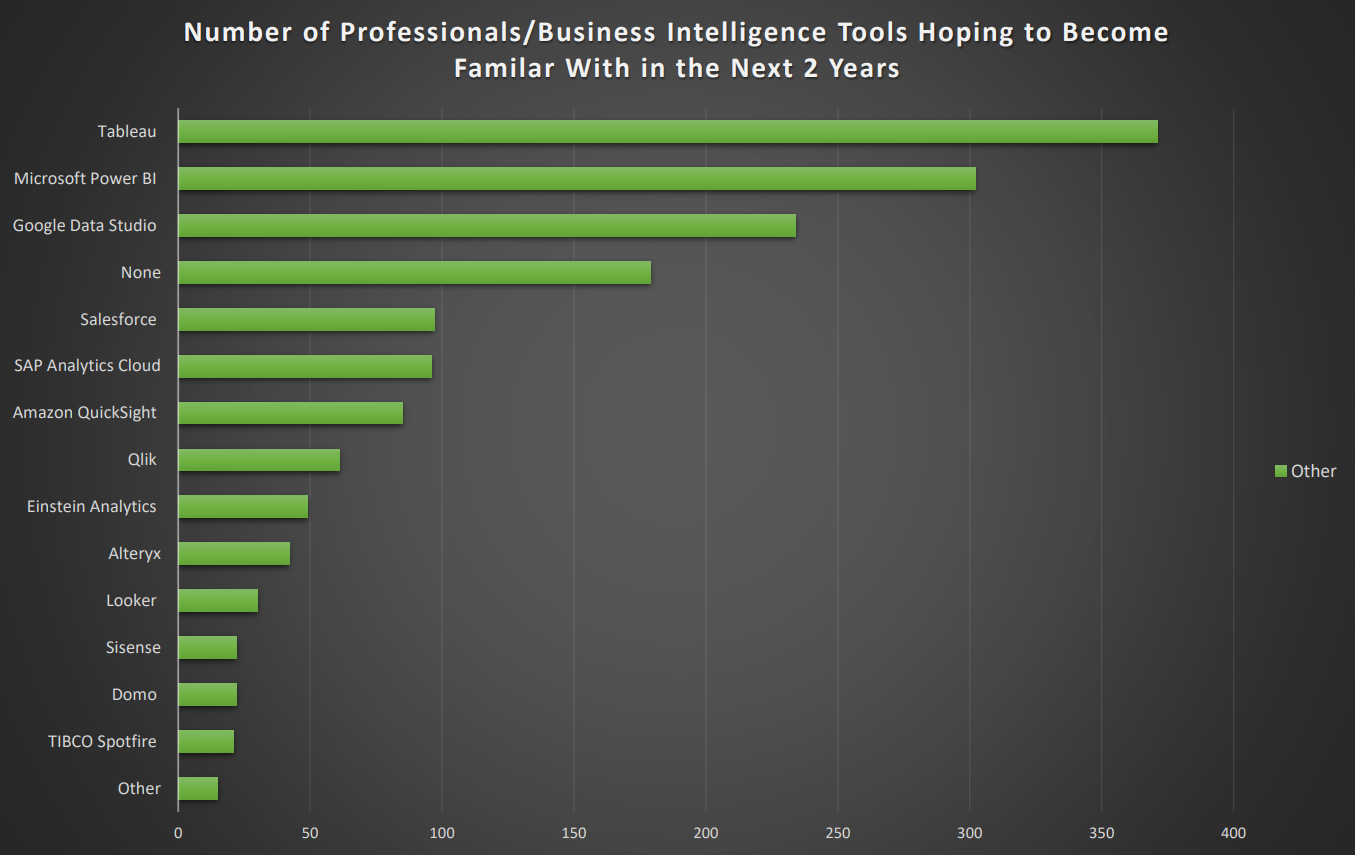 Number of Professionals/Business Intelligence Tools Hoping to Become
Familar With in the Next 2 Years
Tableau
Microsoft Power BI
Google Data Studio
None
Salesforce
SAP Analytics Cloud
Amazon QuickSight
Qlik
Einstein Analytics
Alteryx
Looker
Sisense
Domo
TIBCO Spotfire
Other
0 50 100 150 200 250 300 350 400
Other